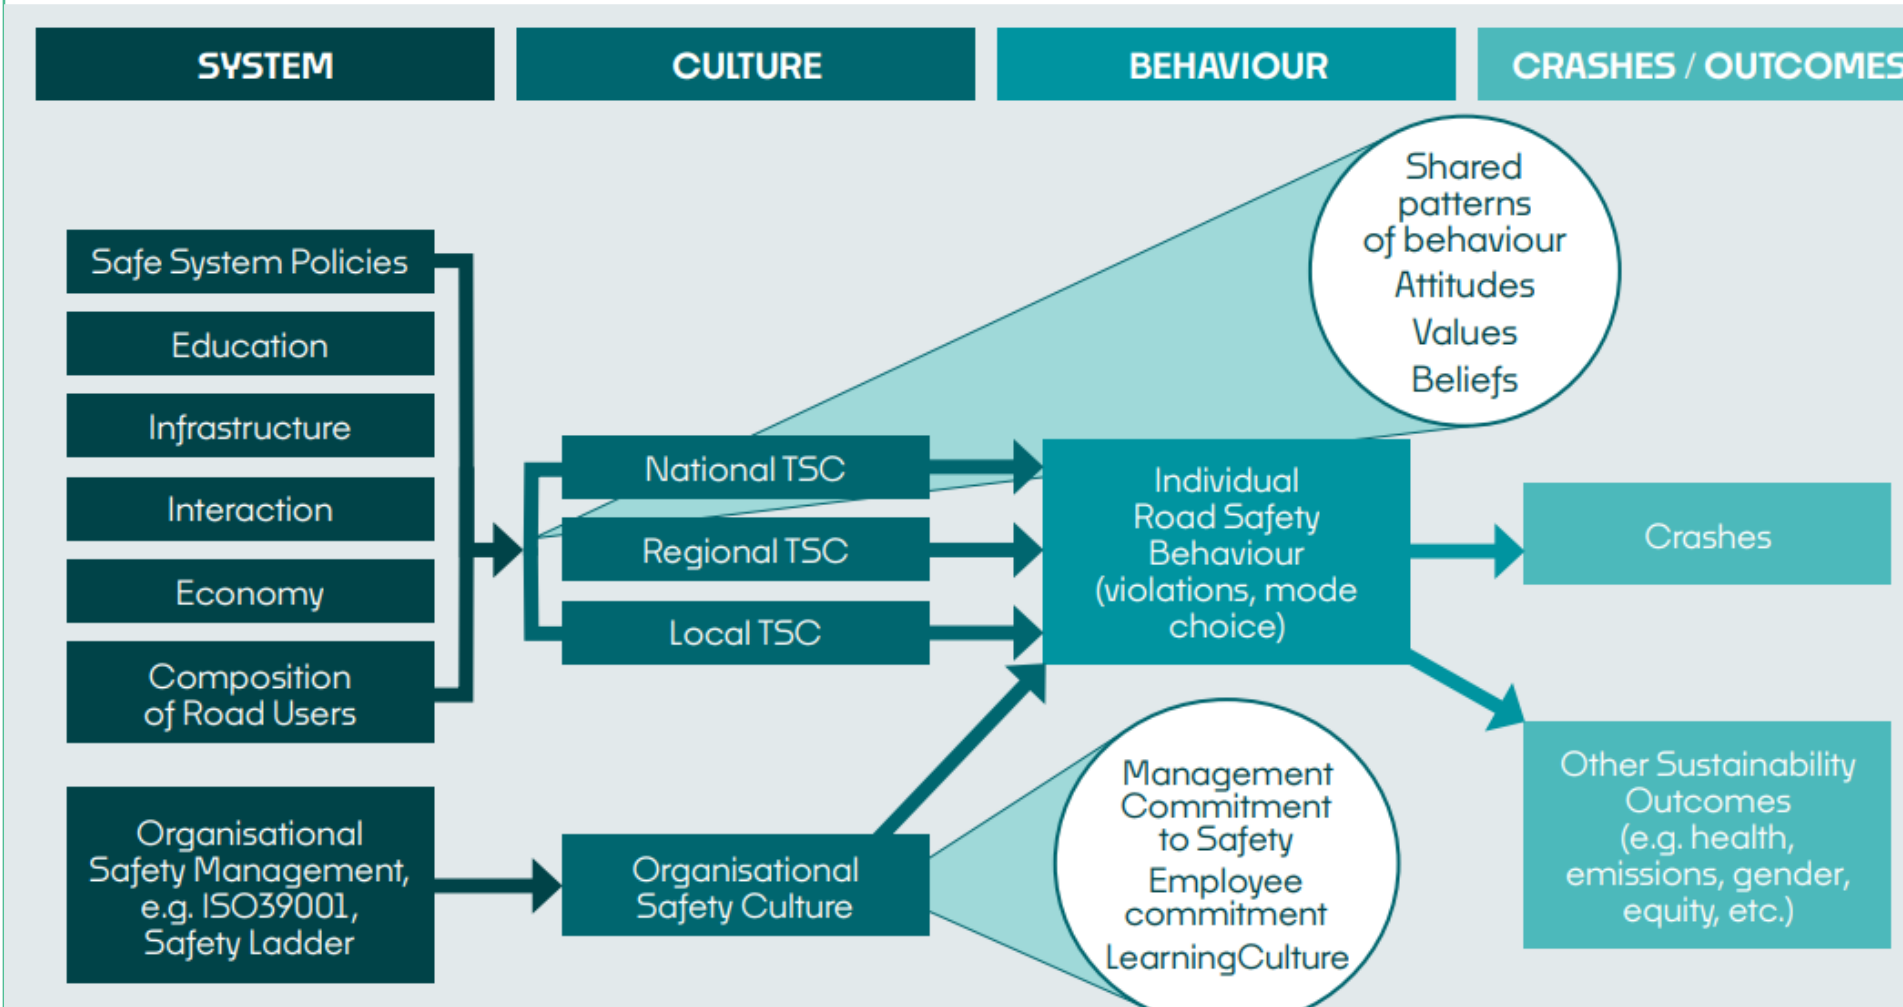 SYSTEM
CULTURE
BEHAVIOUR
CRASHES / OUTCOMES
Shared
patterns
of behaviour
Attitudes
Values
Beliefs
Safe System Policies
Education
Infrastructure
Interaction
Economy
Composition
of Road Users
National TSC
Regional TSC
Local TSC
Individual
Road Safety
Behaviour
(violations, mode
choice)
Crashes
Organisational
Safety Management,
e.g. ISO39001,
Safety Ladder
Organisational
Safety Culture
Management
Commitment
to Safety
Employee
commitment
LearningCulture
Other Sustainability
Outcomes
(e.g. health,
emissions, gender,
equity, etc.)